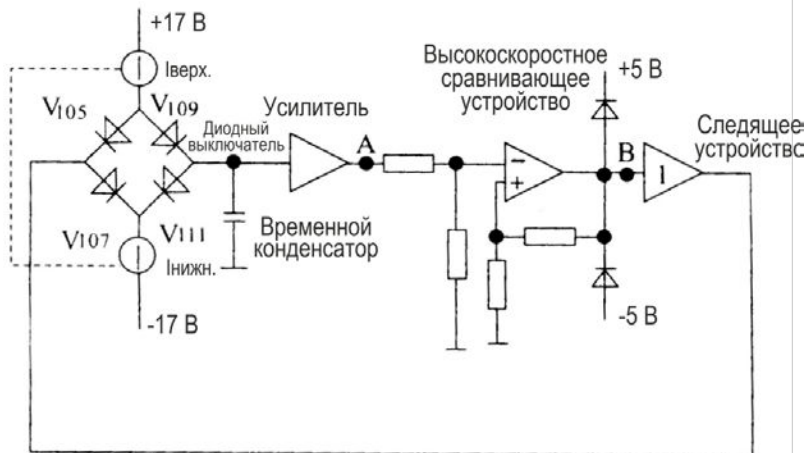 +17 В
Iверх.
V105
V109
Диодный
выключатель
Усилитель
A
Временной
конденсатор
V107
V111
Iнижн.
-17 В
Высокоскоростное
сравнивающее
устройство
+5 В
−
+
B
-5 В
Следящее
устройство
1